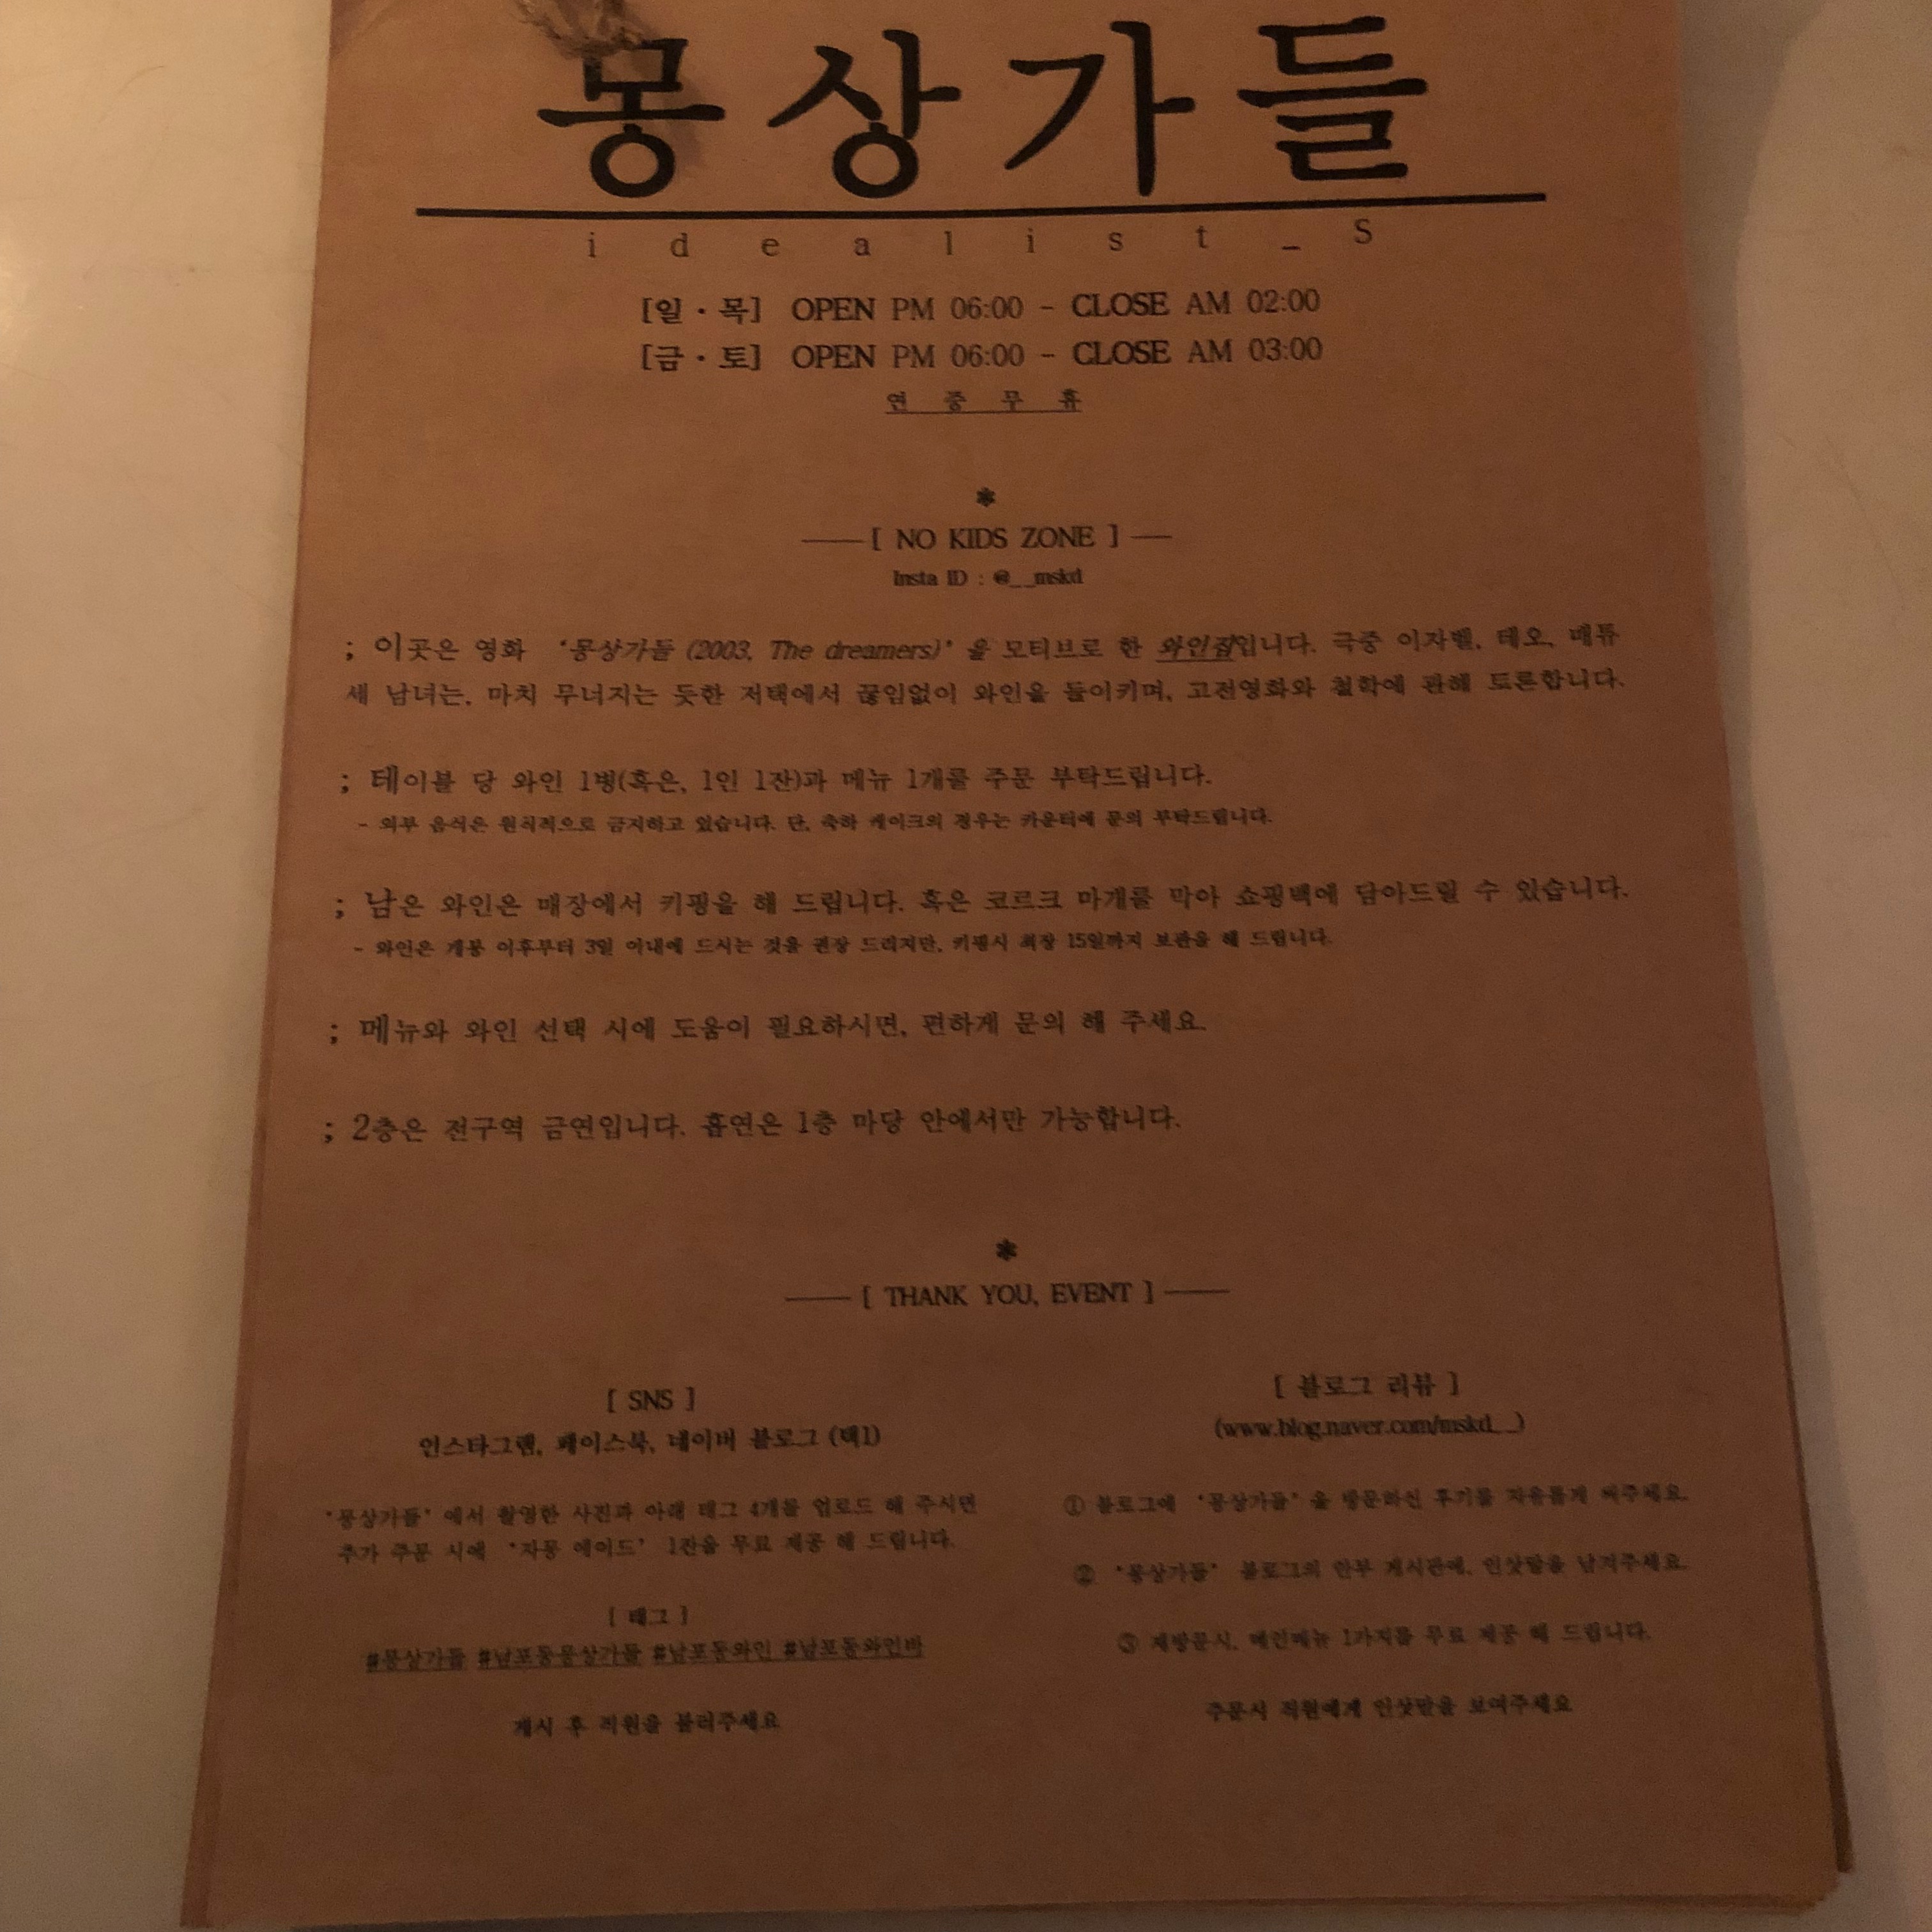 몽상가들
idealist_S
[일·목] OPEN PM 06:00 - CLOSE AM 02:00
[금·토] OPEN PM 06:00 - CLOSE AM 03:00
연 중 무 휴
*
[ NO KIDS ZONE ]
Insta ID : @__mskd
; 이곳은 영화 '몽상가들 (2003, The dreamers)' 을 모티브로 한 와인집입니다. 극중 이자벨, 테오, 매튜
세 남녀는, 마치 무너지는 듯한 저택에서 끊임없이 와인을 들이키며, 고전영화와 철학에 관해 토론합니다.
; 테이블 당 와인 1병(혹은, 1인 1잔)과 메뉴 1개를 주문 부탁드립니다.
- 외부 음식은 원칙적으로 금지하고 있습니다. 단, 축하 케이크의 경우는 카운터에 문의 부탁드립니다.
; 남은 와인은 매장에서 키핑을 해 드립니다. 혹은 코르크 마개를 막아 쇼핑백에 담아드릴 수 있습니다.
- 와인은 개봉 이후부터 3일 이내에 드시는 것을 권장 드리지만, 키핑시 최장 15일까지 보관을 해 드립니다.
; 메뉴와 와인 선택 시에 도움이 필요하시면, 편하게 문의 해 주세요.
; 2층은 전구역 금연입니다. 흡연은 1층 마당 안에서만 가능합니다.
*
[ THANK YOU, EVENT ]
[ SNS ]
인스타그램, 페이스북, 네이버 블로그 (택1)
'몽상가들' 에서 촬영한 사진과 아래 태그 4개를 업로드 해 주시면
추가 주문 시에 '자몽 에이드' 1잔을 무료 제공 해 드립니다.
[ 태그 ]
#몽상가들 #남포동몽상가들 #남포동와인 #남포동와인바
게시 후 직원을 불러주세요
[ 블로그 리뷰 ]
(www.blog.naver.com/mskd__)
① 블로그에 '몽상가들' 을 방문하신 후기를 자유롭게 써주세요.
② '몽상가들' 블로그의 안부 게시판에, 인삿말을 남겨주세요.
③ 재방문시, 메인메뉴 1가지를 무료 제공 해 드립니다.
주문시 직원에게 인삿말을 보여주세요